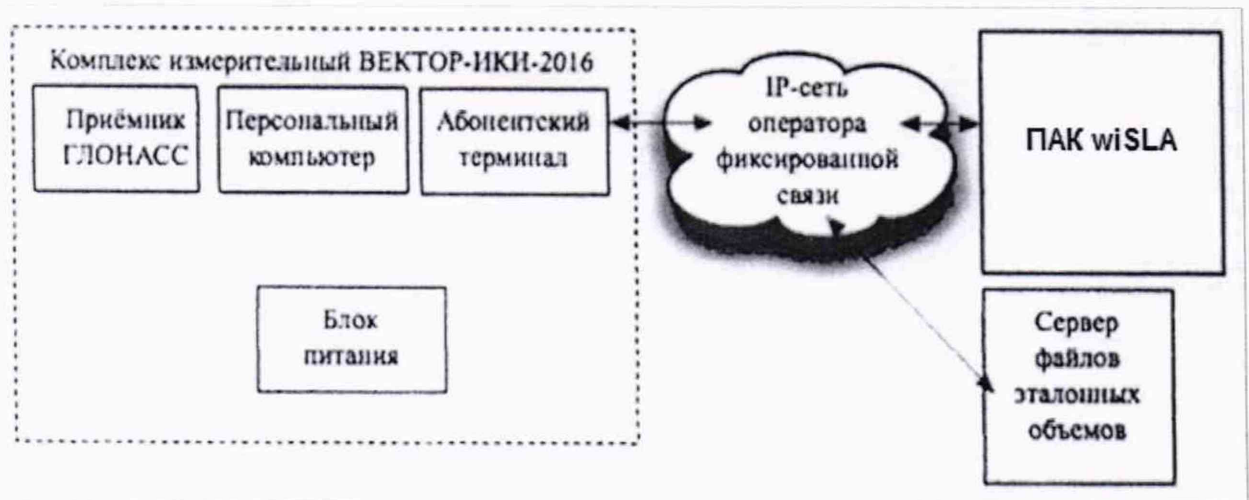 Комплекс измерительный ВЕКТОР-ИКИ-2016
Приёмник
ГЛОНАСС
Персональный
компьютер
Абонентский
терминал
Блок
питания
IP-сеть
оператора
фиксированной
связи
ПАК wiSLA
Сервер
файлов
эталонных
объемов